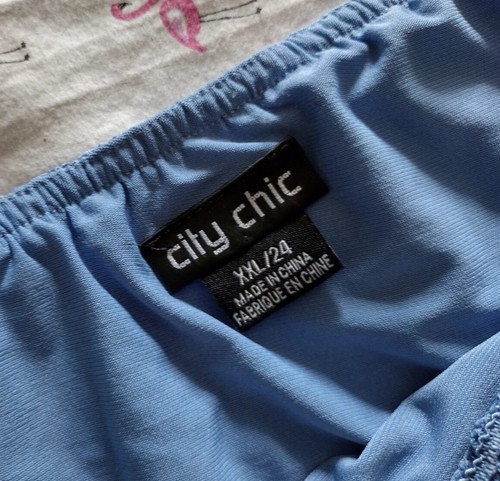 city chic
XXL/24
MADE IN CHINA
FABRIQUE EN CHINE